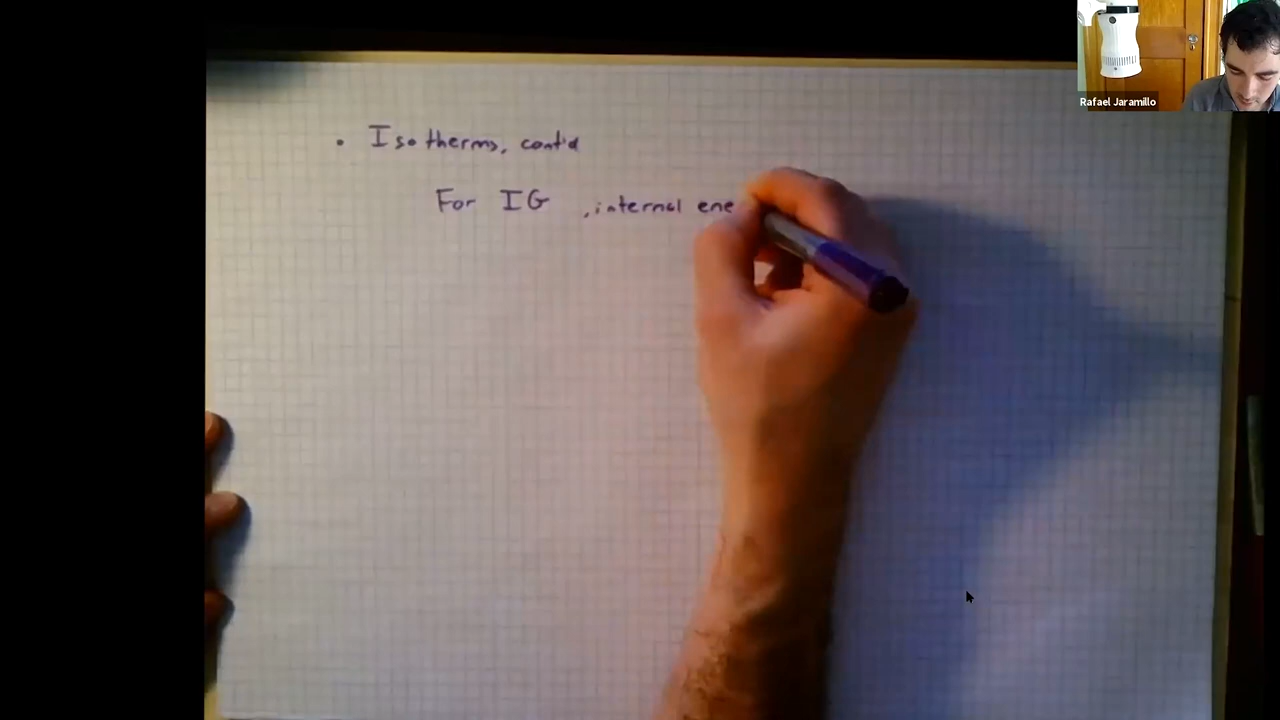 Rafael Jaramillo
• Isotherms, cont'd
For IG , internal ene